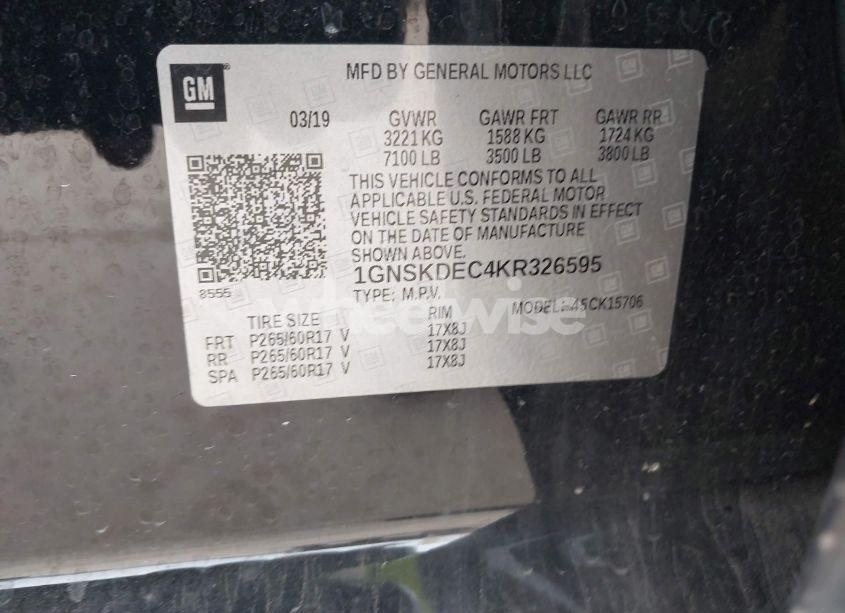 GM
MFD BY GENERAL MOTORS LLC
03/19 GVWR GAWR FRT GAWR RR
3221 KG 1588 KG 1724 KG
7100 LB 3500 LB 3800 LB
THIS VEHICLE CONFORMS TO ALL
APPLICABLE U.S. FEDERAL MOTOR
VEHICLE SAFETY STANDARDS IN EFFECT
ON THE DATE OF MANUFACTURE
SHOWN ABOVE.
8555 1GNSKDEC4KR326595
TYPE: M.P.V. MODEL: 45CK15706
wheelwise
TIRE SIZE RIM
FRT P265/60R17 V 17X8J
RR P265/60R17 V 17X8J
SPA P265/60R17 V 17X8J